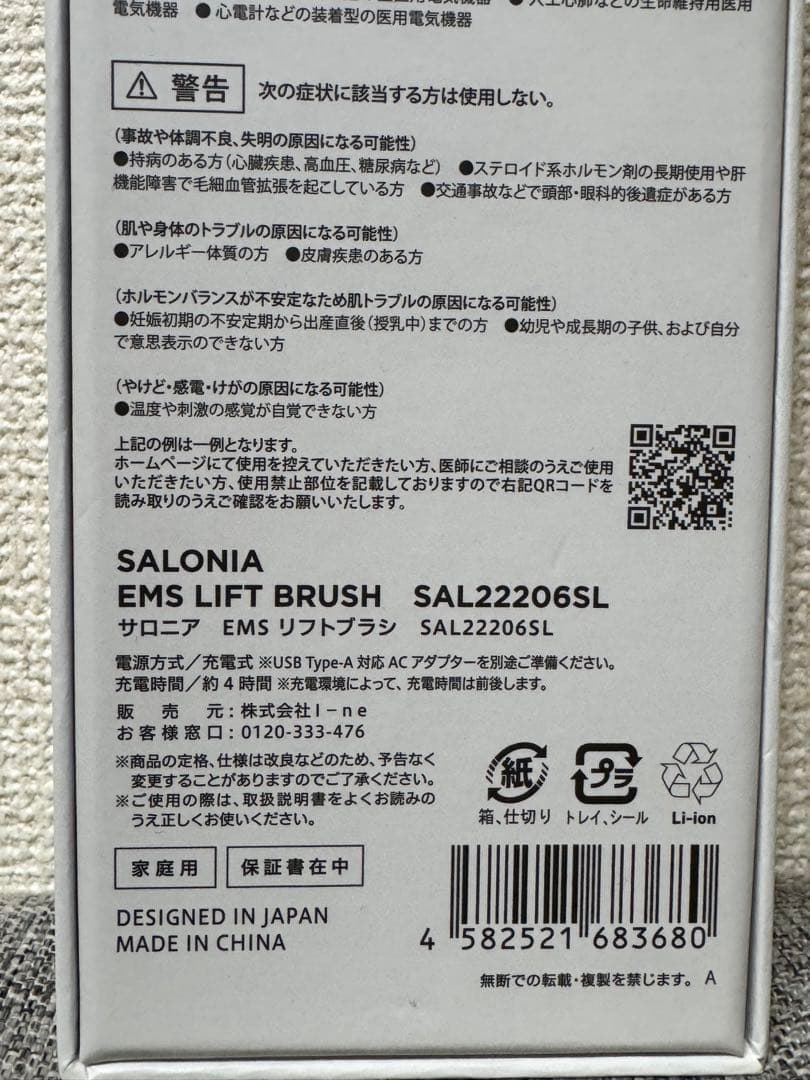 電気機器 ●心電計などの装着型の医用電気機器
⚠ 警告 次の症状に該当する方は使用しない。
(事故や体調不良、失明の原因になる可能性)
●持病のある方(心臓疾患、高血圧、糖尿病など) ●ステロイド系ホルモン剤の長期使用や肝
機能障害で毛細血管拡張を起こしている方 ●交通事故などで頭部・眼科的後遺症がある方
(肌や身体のトラブルの原因になる可能性)
●アレルギー体質の方 ●皮膚疾患のある方
(ホルモンバランスが不安定なため肌トラブルの原因になる可能性)
●妊娠初期の不安定期から出産直後(授乳中)までの方 ●幼児や成長期の子供、および自分
で意思表示のできない方
(やけど・感電・けがの原因になる可能性)
●温度や刺激の感覚が自覚できない方
上記の例は一例となります。
ホームページにて使用を控えていただきたい方、医師にご相談のうえご使用
いただきたい方、使用禁止部位を記載しておりますので右記QRコードを
読み取りのうえご確認をお願いいたします。
SALONIA
EMS LIFT BRUSH SAL22206SL
サロニア EMS リフトブラシ SAL22206SL
電源方式/充電式 ※USB Type-A 対応 AC アダプターを別途ご準備ください。
充電時間/約 4 時間 ※充電環境によって、充電時間は前後します。
販売元:株式会社I-ne
お客様窓口:0120-333-476
※商品の定格、仕様は改良などのため、予告なく
変更することがありますのでご了承ください。
※ご使用の際は、取扱説明書をよくお読みの
うえ正しくお使いください。
紙 プラ
箱、仕切り トレイ、シール Li-ion
家庭用 保証書在中
DESIGNED IN JAPAN
MADE IN CHINA
4 582521 683680
無断での転載・複製を禁じます。 A